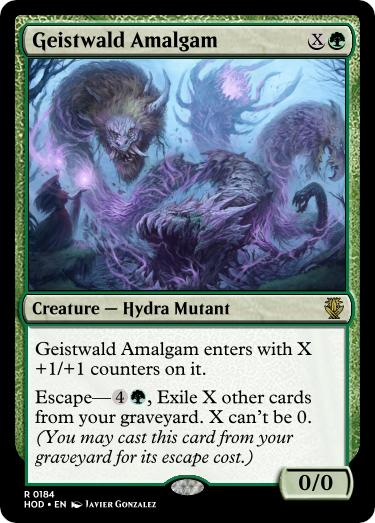 Geistwald Amalgam X
Creature — Hydra Mutant
Geistwald Amalgam enters with X
+1/+1 counters on it.
Escape—4, Exile X other cards
from your graveyard. X can't be 0.
(You may cast this card from your
graveyard for its escape cost.)
0/0
R 0184
HOD • EN Javier Gonzalez